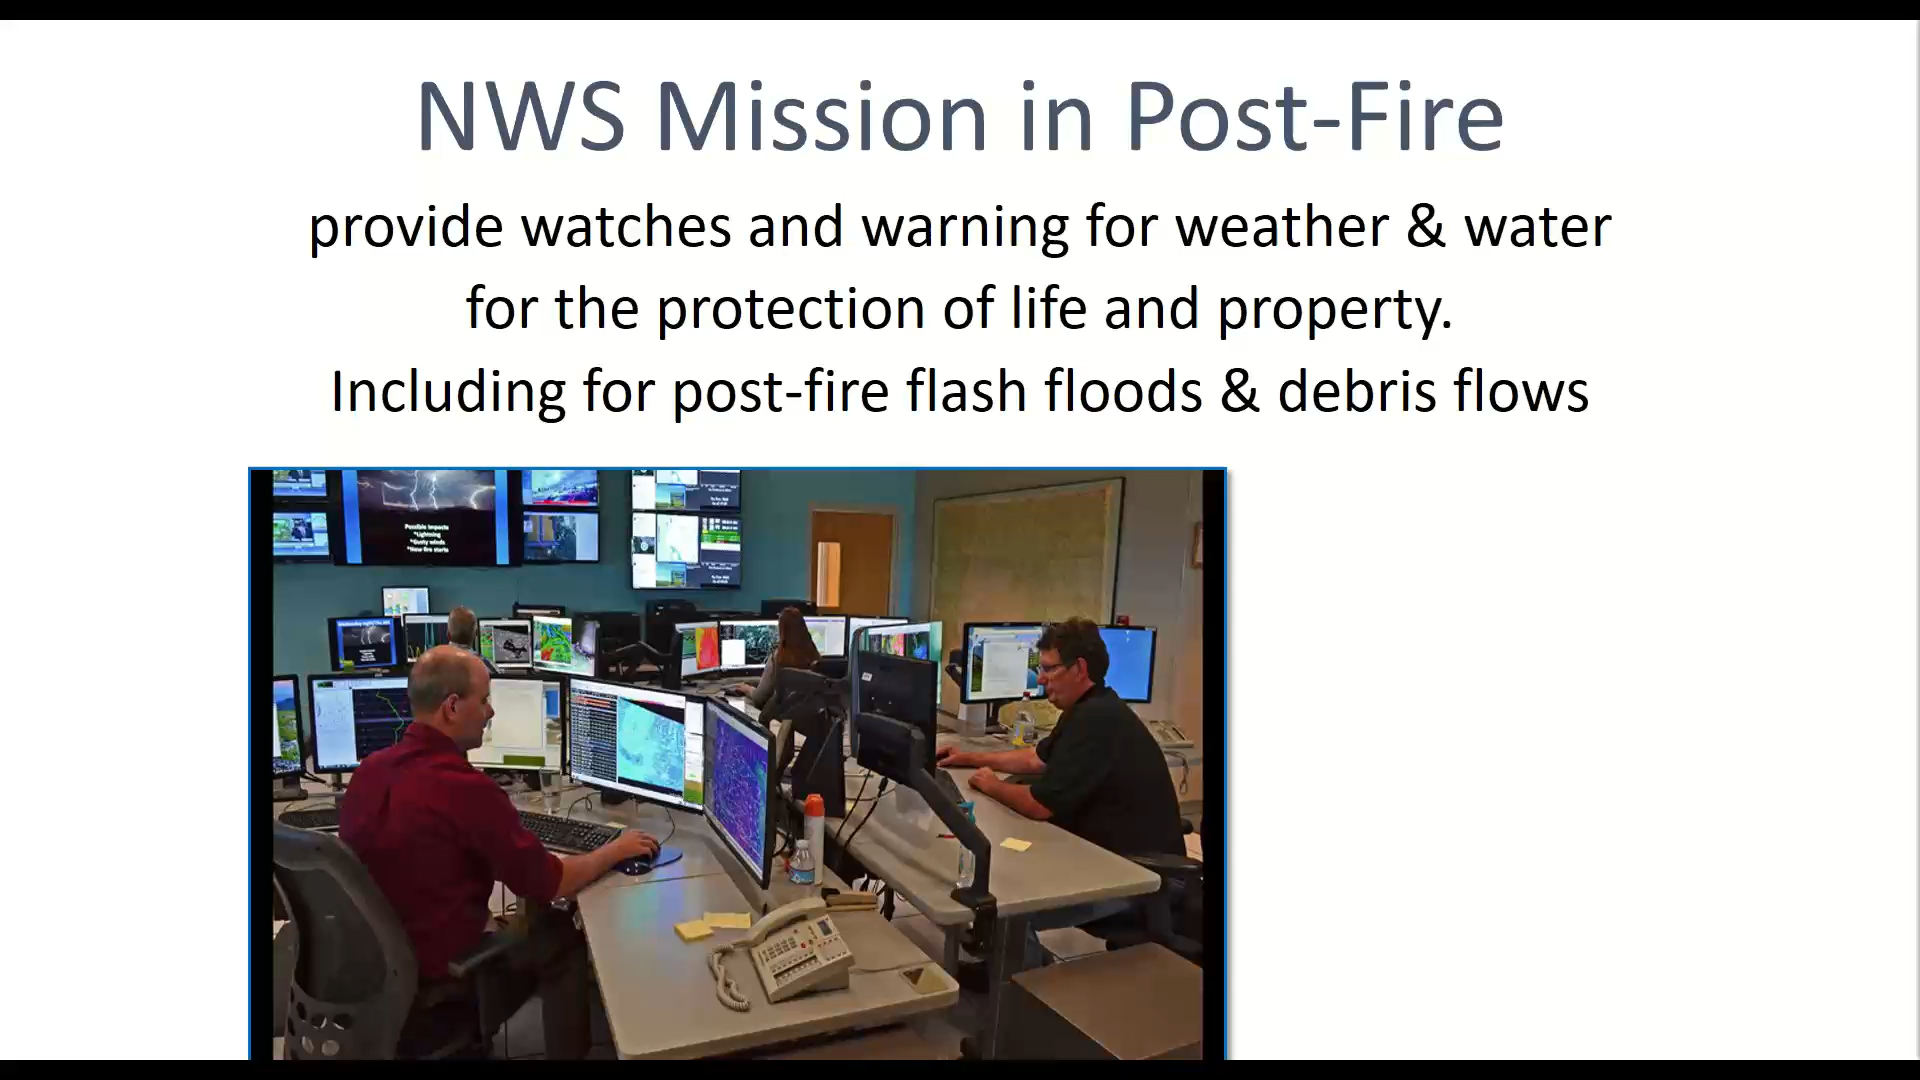 NWS Mission in Post-Fire
provide watches and warning for weather & water
for the protection of life and property.
Including for post-fire flash floods & debris flows
Possible Impacts
*Lightning
*Gusty winds
*New fire starts